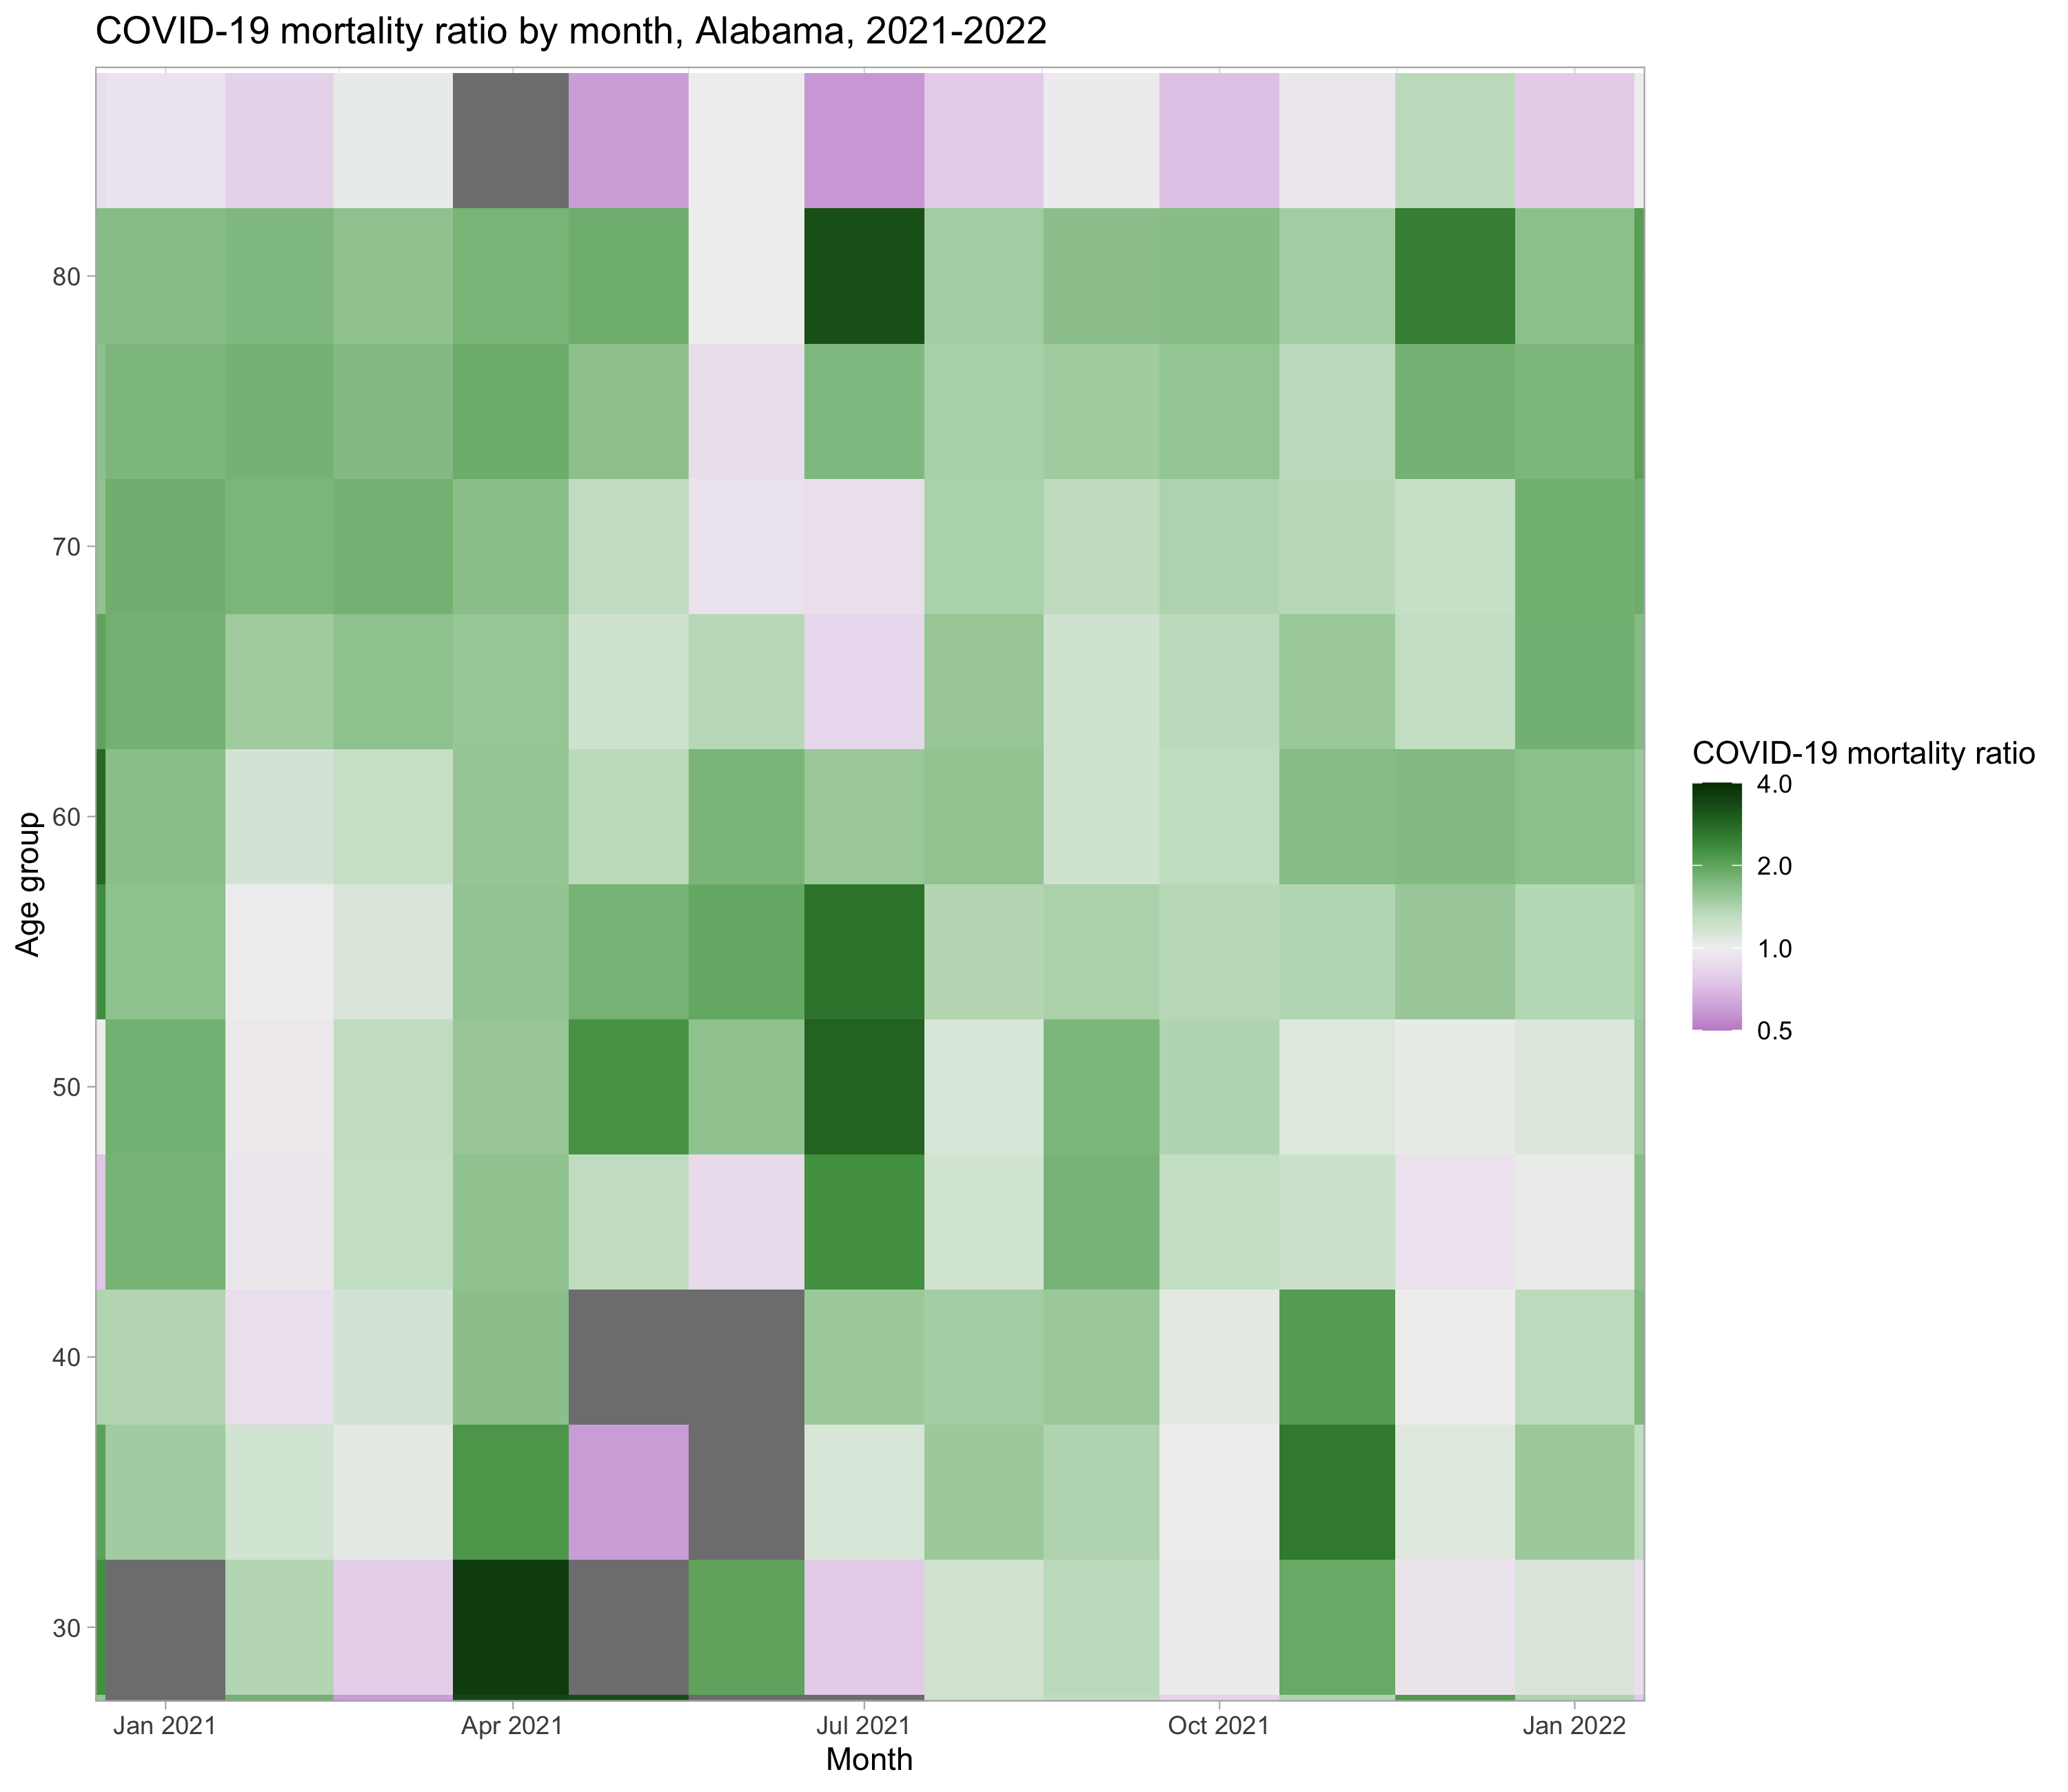 COVID-19 mortality ratio by month, Alabama, 2021-2022
80
70
60
50
40
30
Age group
Jan 2021
Apr 2021
Jul 2021
Oct 2021
Jan 2022
Month
COVID-19 mortality ratio
4.0
2.0
1.0
0.5